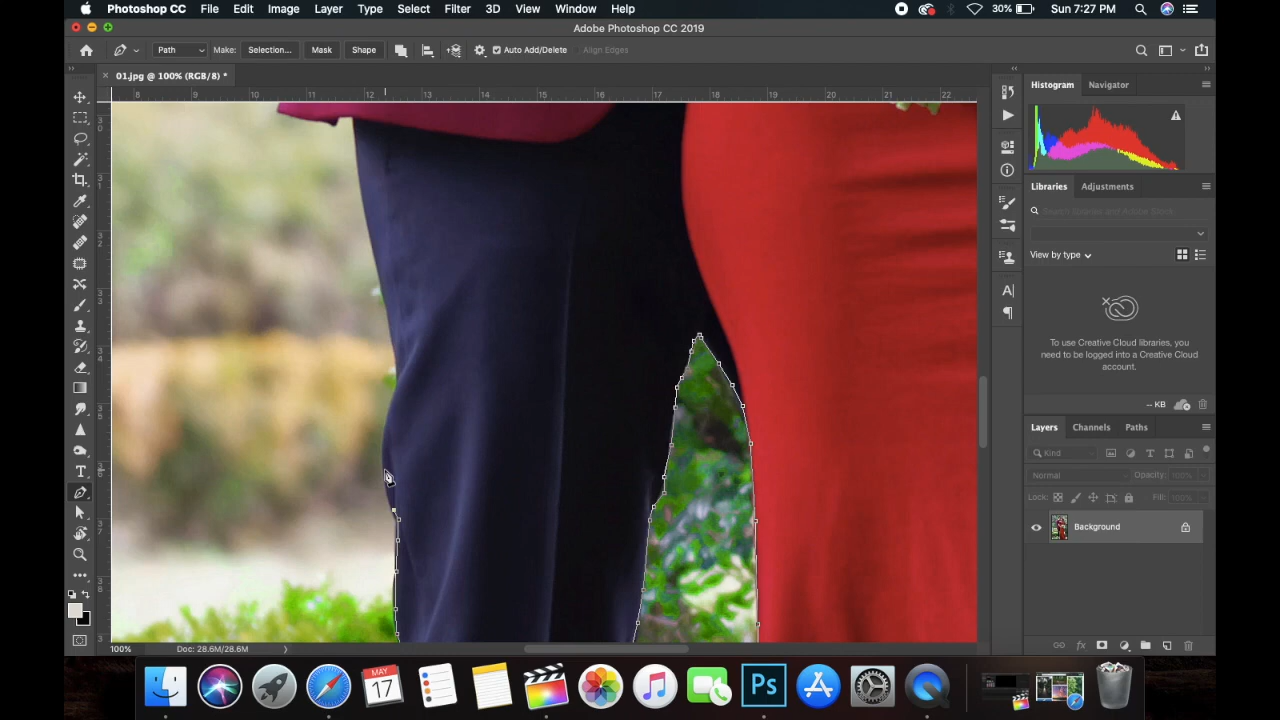 Photoshop CC File Edit Image Layer Type Select Filter 3D View Window Help 30% Sun 7:27 PM
Adobe Photoshop CC 2019
Path Make: Selection... Mask Shape Auto Add/Delete Align Edges
01.jpg @ 100% (RGB/8) *
8 9 10 11 12 13 14 15 16 17 18 19 20 21 22
Histogram Navigator
Libraries Adjustments
View by type
To use Creative Cloud libraries, you
need to be logged into a Creative Cloud
account.
-- KB
Layers Channels Paths
Kind
Normal Opacity: 100%
Lock: Fill: 100%
Background
100% Doc: 28.6M/28.6M
MAY
17
Ps